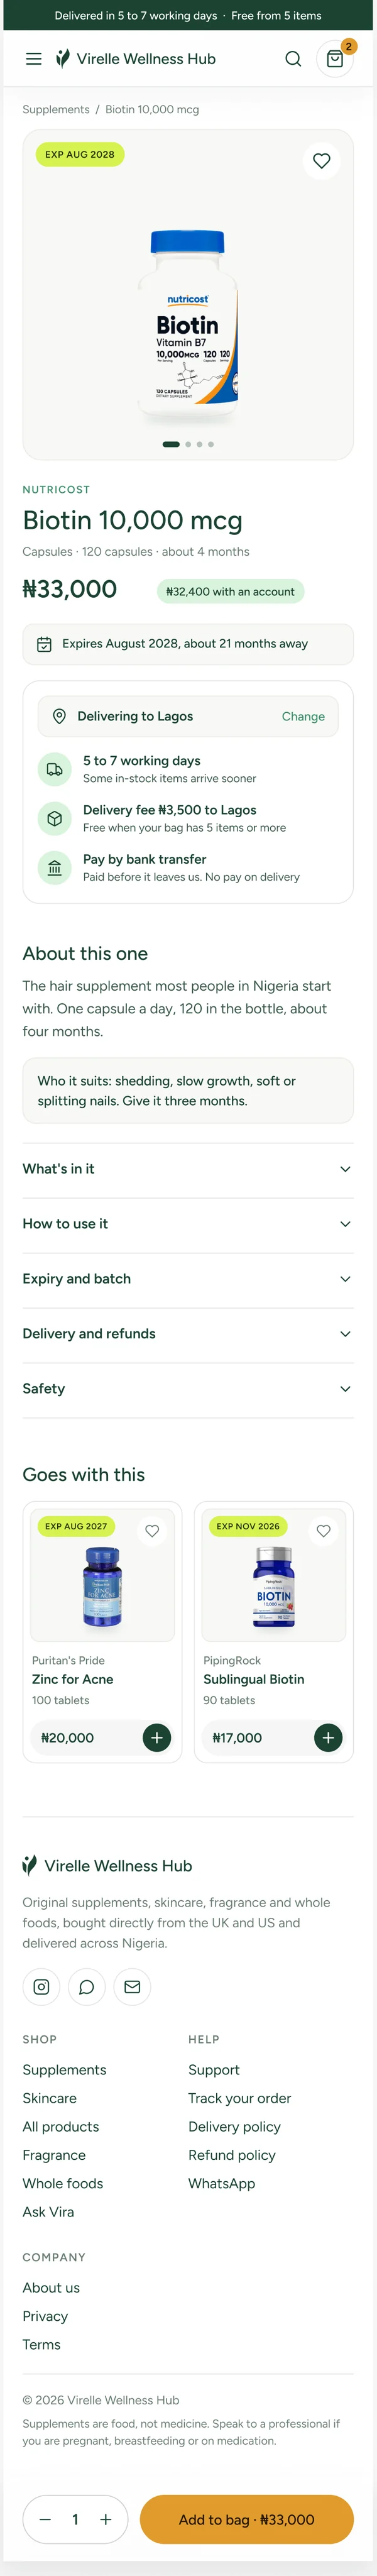 Delivered in 5 to 7 working days · Free from 5 items
Virelle Wellness Hub
2
Supplements / Biotin 10,000 mcg
EXP AUG 2028
nutricost
Biotin
Vitamin B7
10,000MCG 120 120
120 CAPSULES
DIETARY SUPPLEMENT
NUTRICOST
Biotin 10,000 mcg
Capsules · 120 capsules · about 4 months
₦33,000
₦32,400 with an account
Expires August 2028, about 21 months away
Delivering to Lagos
Change
5 to 7 working days
Some in-stock items arrive sooner
Delivery fee ₦3,500 to Lagos
Free when your bag has 5 items or more
Pay by bank transfer
Paid before it leaves us. No pay on delivery
About this one
The hair supplement most people in Nigeria start
with. One capsule a day, 120 in the bottle, about
four months.
Who it suits: shedding, slow growth, soft or
splitting nails. Give it three months.
What's in it
How to use it
Expiry and batch
Delivery and refunds
Safety
Goes with this
EXP AUG 2027
ZINC
FOR ACNE
Puritan's Pride
Zinc for Acne
100 tablets
₦20,000
EXP NOV 2026
PipingRock
BIOTIN
PipingRock
Sublingual Biotin
90 tablets
₦17,000
Virelle Wellness Hub
Original supplements, skincare, fragrance and whole
foods, bought directly from the UK and US and
delivered across Nigeria.
SHOP
Supplements
Skincare
All products
Fragrance
Whole foods
Ask Vira
HELP
Support
Track your order
Delivery policy
Refund policy
WhatsApp
COMPANY
About us
Privacy
Terms
© 2026 Virelle Wellness Hub
Supplements are food, not medicine. Speak to a professional if
you are pregnant, breastfeeding or on medication.
1
Add to bag · ₦33,000